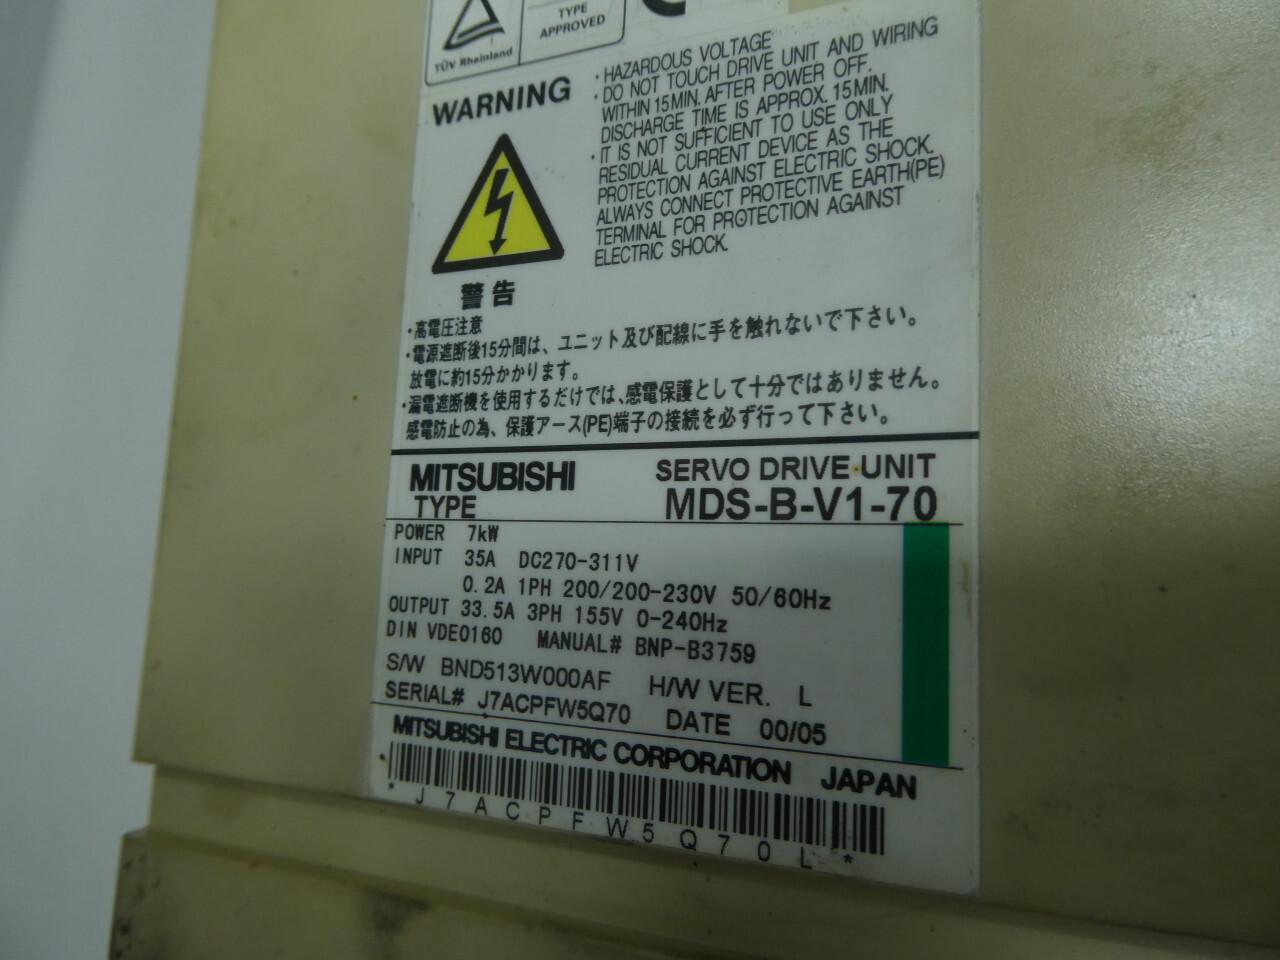 TÜV Rheinland
TYPE
APPROVED
WARNING
・HAZARDOUS VOLTAGE
・DO NOT TOUCH DRIVE UNIT AND WIRING
WITHIN 15MIN. AFTER POWER OFF.
DISCHARGE TIME IS APPROX. 15MIN.
・IT IS NOT SUFFICIENT TO USE ONLY
RESIDUAL CURRENT DEVICE AS THE
PROTECTION AGAINST ELECTRIC SHOCK.
ALWAYS CONNECT PROTECTIVE EARTH(PE)
TERMINAL FOR PROTECTION AGAINST
ELECTRIC SHOCK.
警告
・高電圧注意
・電源遮断後15分間は、ユニット及び配線に手を触れないで下さい。
放電に約15分かかります。
・漏電遮断機を使用するだけでは、感電保護として十分ではありません。
感電防止の為、保護アース(PE)端子の接続を必ず行って下さい。
MITSUBISHI SERVO DRIVE UNIT
TYPE MDS-B-V1-70
POWER 7kW
INPUT 35A DC270-311V
0.2A 1PH 200/200-230V 50/60Hz
OUTPUT 33.5A 3PH 155V 0-240Hz
DIN VDE0160 MANUAL# BNP-B3759
S/W BND513W000AF H/W VER. L
SERIAL# J7ACPFW5Q70 DATE 00/05
MITSUBISHI ELECTRIC CORPORATION JAPAN
*J7ACPFW5Q70L*